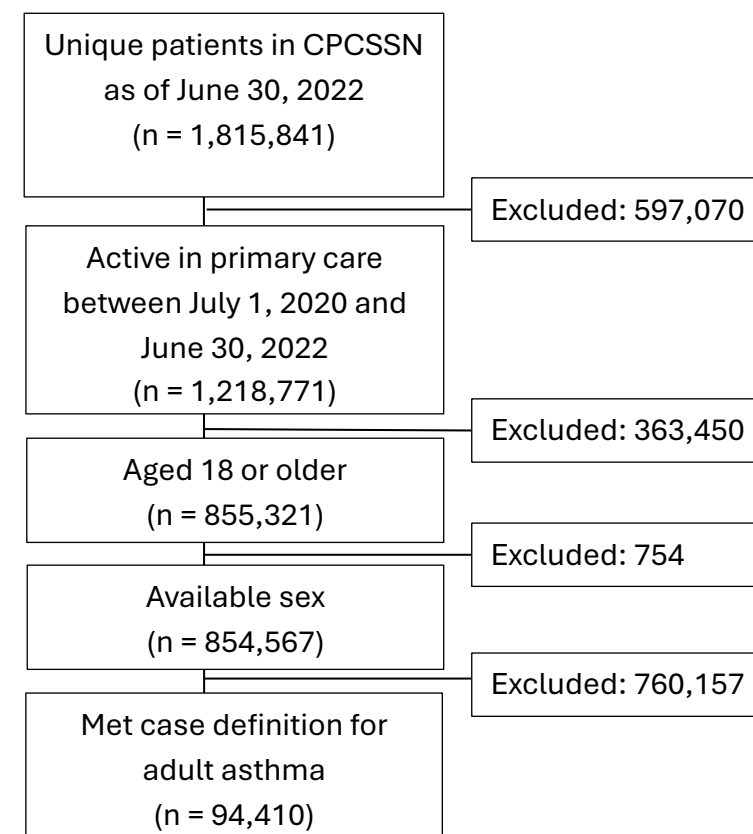 Unique patients in CPCSSN
as of June 30, 2022
(n = 1,815,841)
Excluded: 597,070
Active in primary care
between July 1, 2020 and
June 30, 2022
(n = 1,218,771)
Excluded: 363,450
Aged 18 or older
(n = 855,321)
Excluded: 754
Available sex
(n = 854,567)
Excluded: 760,157
Met case definition for
adult asthma
(n = 94,410)